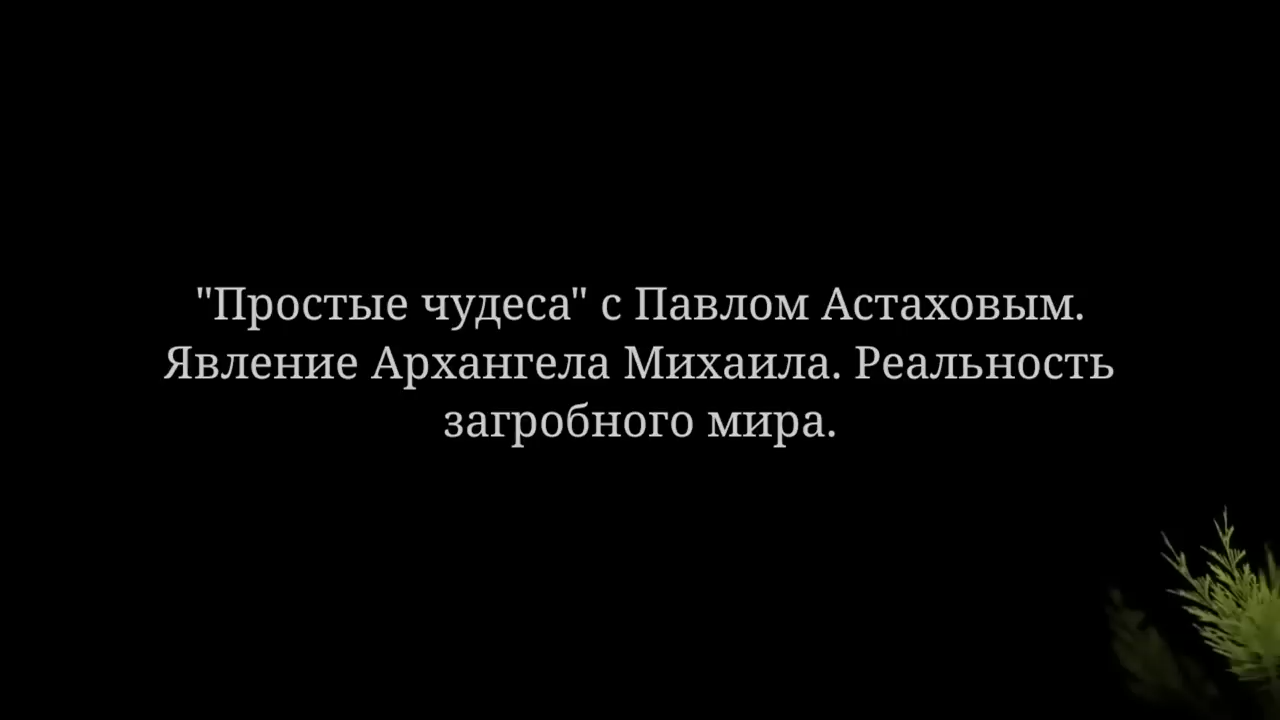 "Простые чудеса" с Павлом Астаховым.
Явление Архангела Михаила. Реальность
загробного мира.